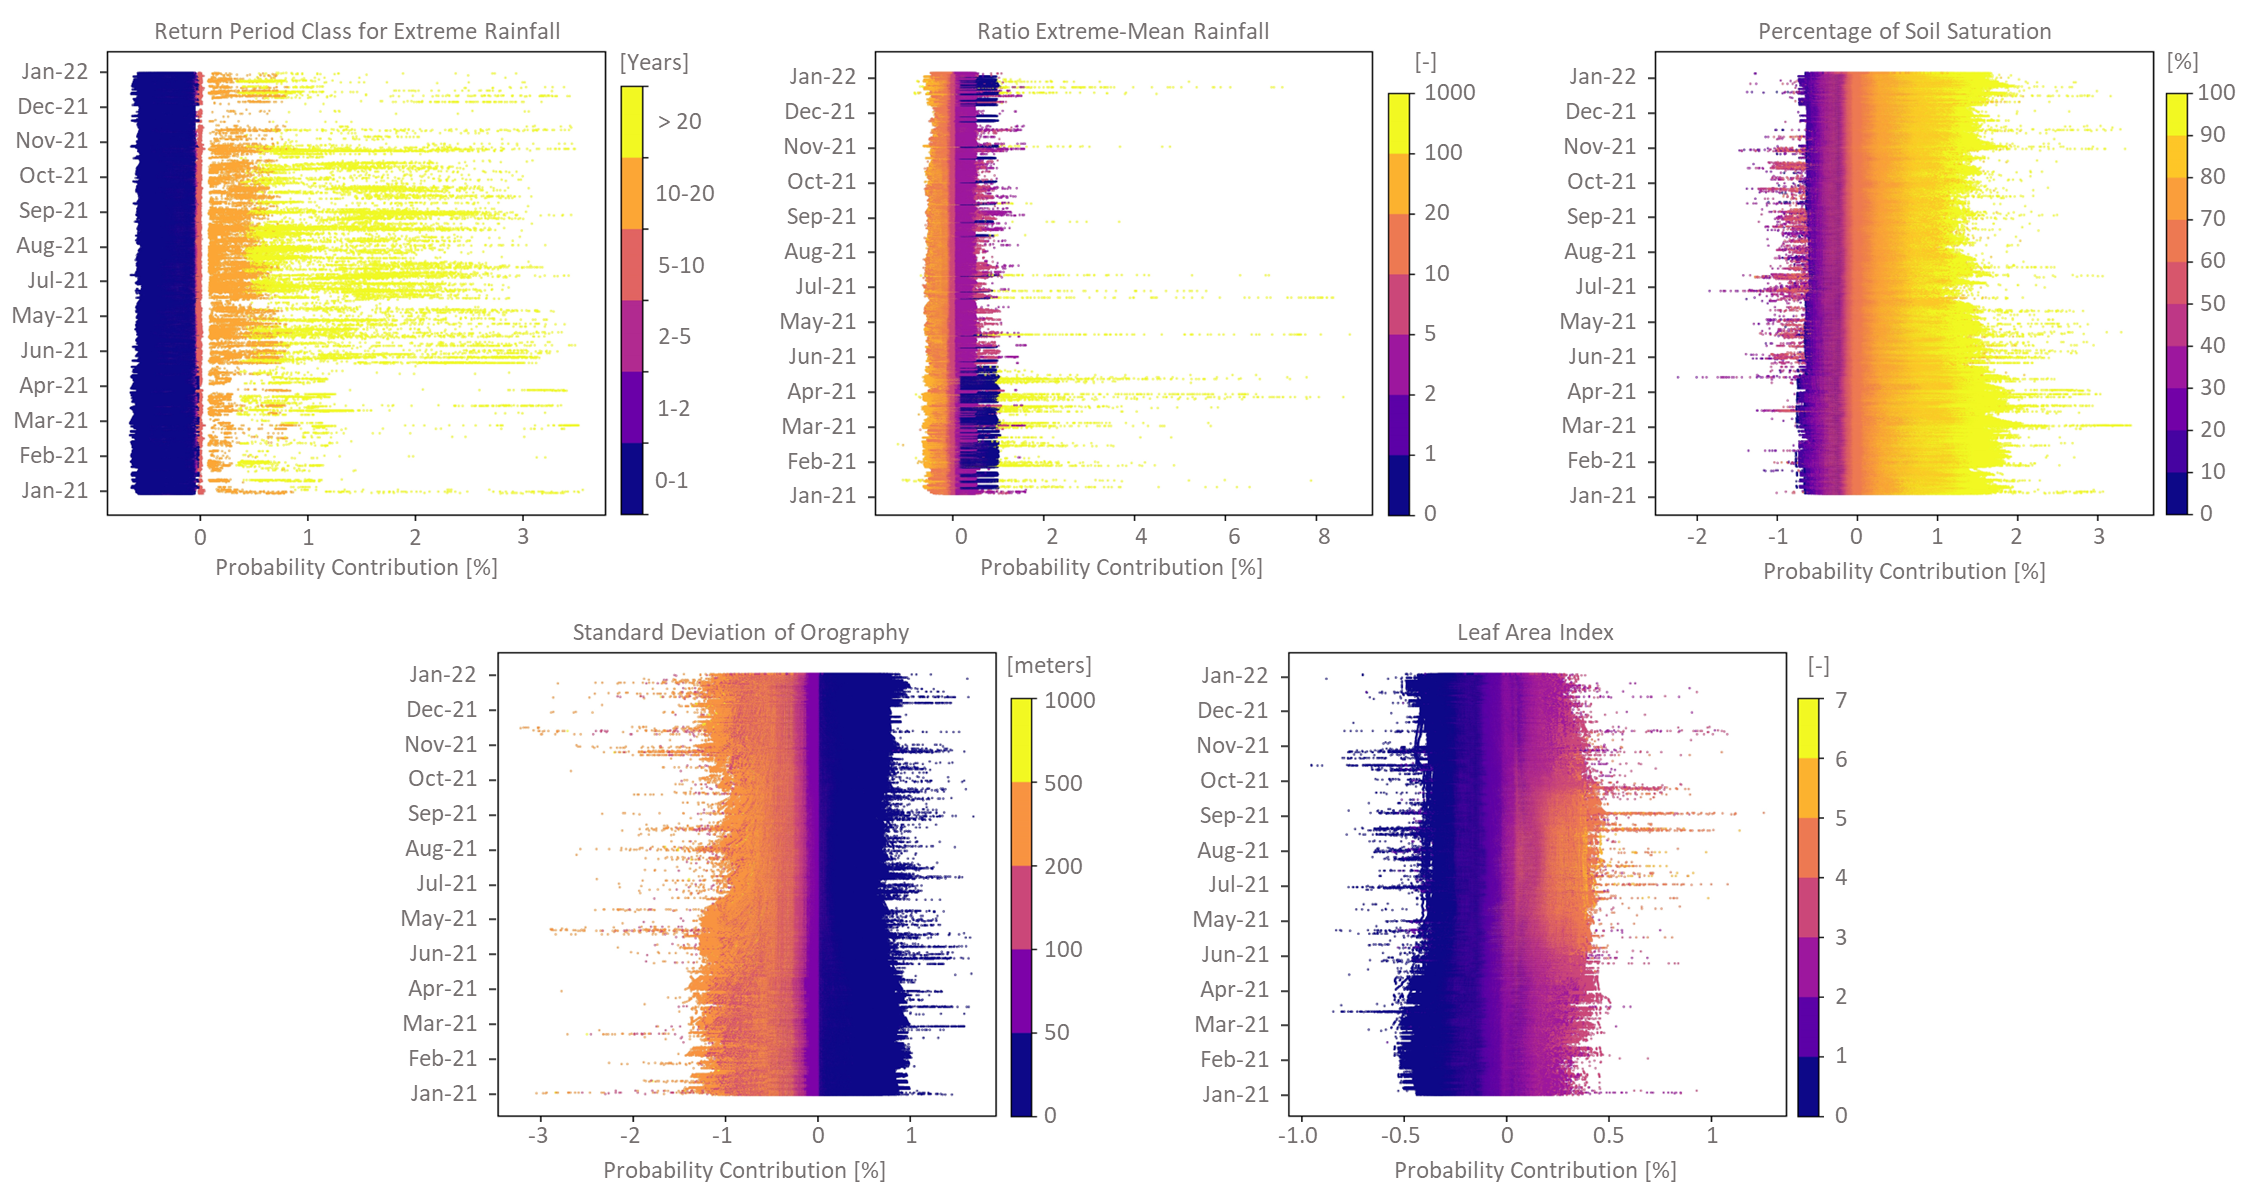 Return Period Class for Extreme Rainfall
[Years]
Jan-22
Dec-21
Nov-21
Oct-21
Sep-21
Aug-21
Jul-21
May-21
Jun-21
Apr-21
Mar-21
Feb-21
Jan-21
> 20
10-20
5-10
2-5
1-2
0-1
0 1 2 3
Probability Contribution [%]
Ratio Extreme-Mean Rainfall
[-]
Jan-22
Dec-21
Nov-21
Oct-21
Sep-21
Aug-21
Jul-21
May-21
Jun-21
Apr-21
Mar-21
Feb-21
Jan-21
1000
100
20
10
5
2
1
0
0 2 4 6 8
Probability Contribution [%]
Percentage of Soil Saturation
[%]
Jan-22
Dec-21
Nov-21
Oct-21
Sep-21
Aug-21
Jul-21
May-21
Jun-21
Apr-21
Mar-21
Feb-21
Jan-21
100
90
80
70
60
50
40
30
20
10
0
-2 -1 0 1 2 3
Probability Contribution [%]
Standard Deviation of Orography
[meters]
Jan-22
Dec-21
Nov-21
Oct-21
Sep-21
Aug-21
Jul-21
May-21
Jun-21
Apr-21
Mar-21
Feb-21
Jan-21
1000
500
200
100
50
0
-3 -2 -1 0 1
Probability Contribution [%]
Leaf Area Index
[-]
Jan-22
Dec-21
Nov-21
Oct-21
Sep-21
Aug-21
Jul-21
May-21
Jun-21
Apr-21
Mar-21
Feb-21
Jan-21
7
6
5
4
3
2
1
0
-1.0 -0.5 0 0.5 1
Probability Contribution [%]